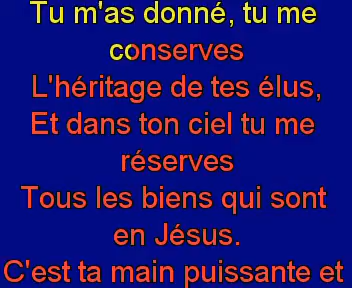 Tu m'as donné, tu me
conserves
L'héritage de tes élus,
Et dans ton ciel tu me
réserves
Tous les biens qui sont
en Jésus.
C'est ta main puissante et